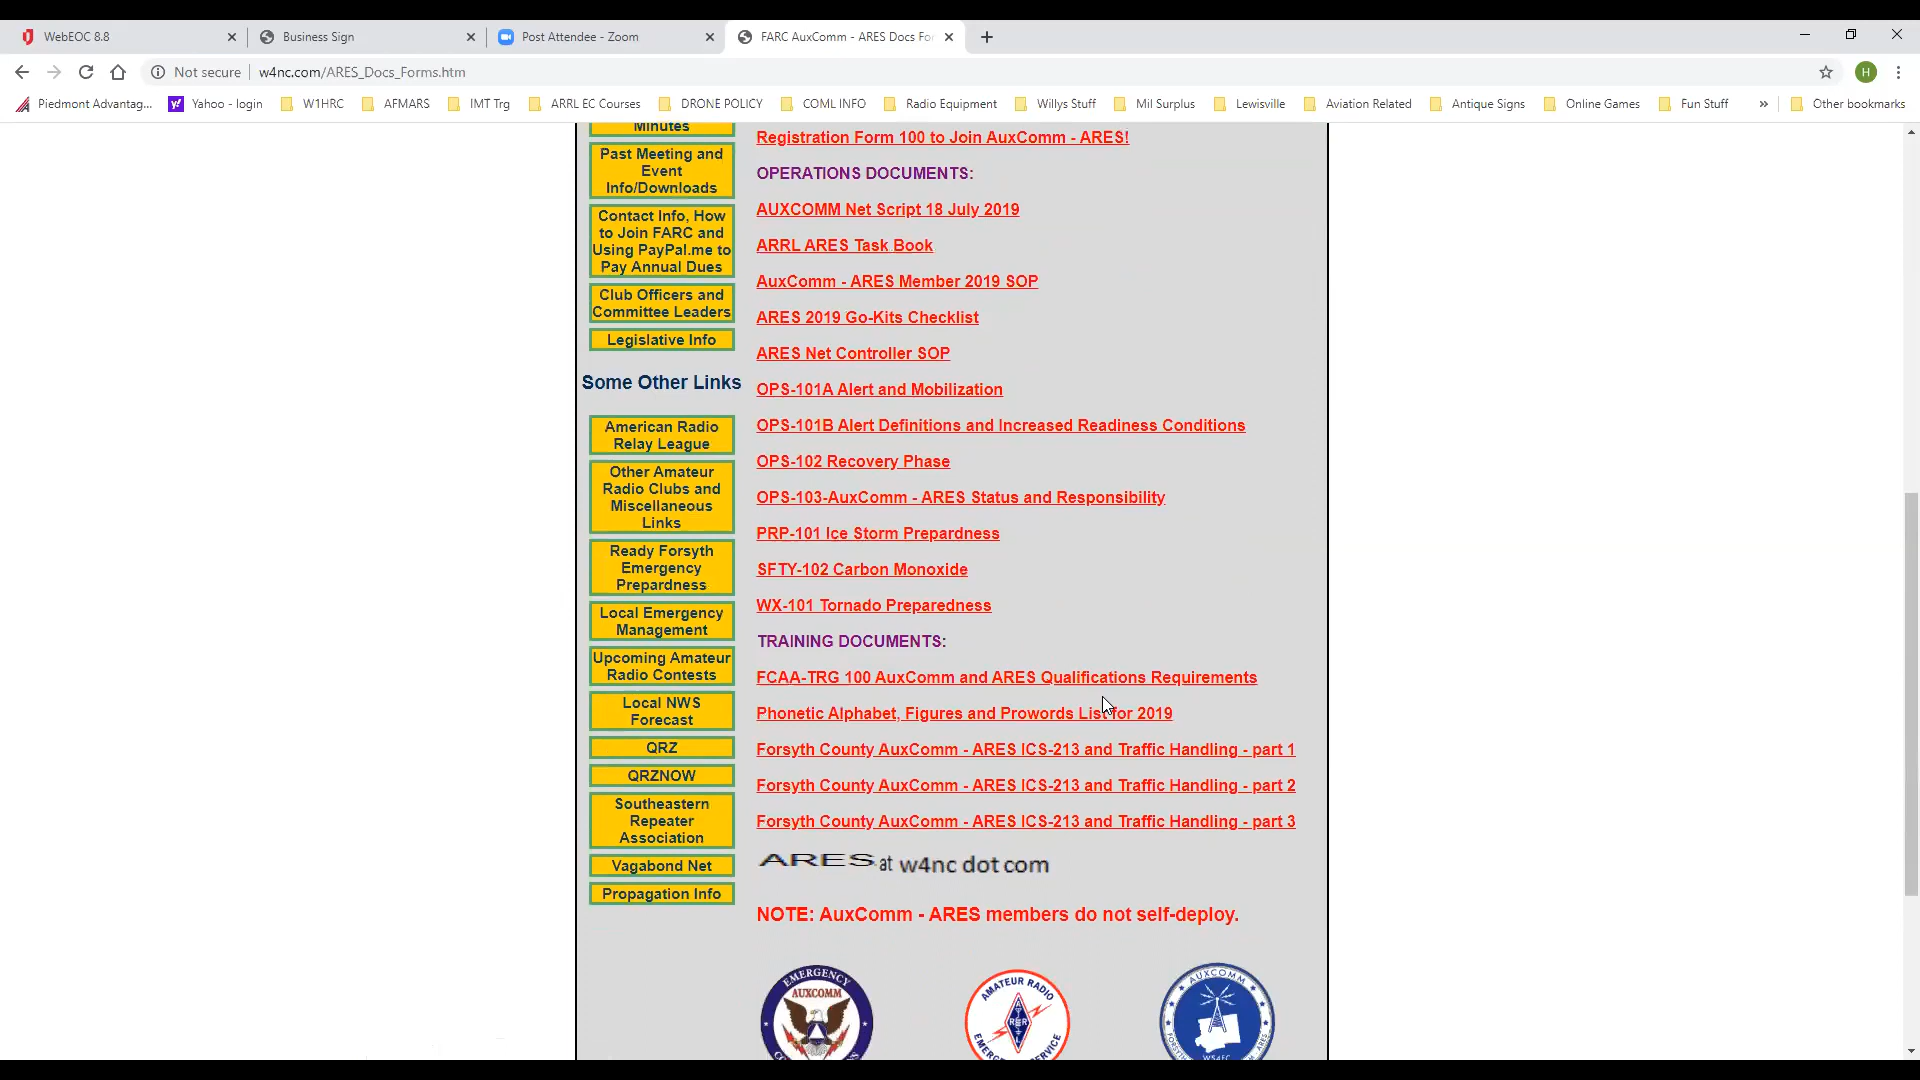 WebEOC 8.8
Business Sign
Post Attendee - Zoom
FARC AuxComm - ARES Docs Fo
Not secure
w4nc.com/ARES_Docs_Forms.htm
H
Piedmont Advantag...
Yahoo - login
W1HRC
AFMARS
IMT Trg
ARRL EC Courses
DRONE POLICY
COML INFO
Radio Equipment
Willys Stuff
Mil Surplus
Lewisville
Aviation Related
Antique Signs
Online Games
Fun Stuff
»
Other bookmarks
Minutes
Past Meeting and
Event
Info/Downloads
Contact Info, How
to Join FARC and
Using PayPal.me to
Pay Annual Dues
Club Officers and
Committee Leaders
Legislative Info
Some Other Links
American Radio
Relay League
Other Amateur
Radio Clubs and
Miscellaneous
Links
Ready Forsyth
Emergency
Prepardness
Local Emergency
Management
Upcoming Amateur
Radio Contests
Local NWS
Forecast
QRZ
QRZNOW
Southeastern
Repeater
Association
Vagabond Net
Propagation Info
Registration Form 100 to Join AuxComm - ARES!
OPERATIONS DOCUMENTS:
AUXCOMM Net Script 18 July 2019
ARRL ARES Task Book
AuxComm - ARES Member 2019 SOP
ARES 2019 Go-Kits Checklist
ARES Net Controller SOP
OPS-101A Alert and Mobilization
OPS-101B Alert Definitions and Increased Readiness Conditions
OPS-102 Recovery Phase
OPS-103-AuxComm - ARES Status and Responsibility
PRP-101 Ice Storm Prepardness
SFTY-102 Carbon Monoxide
WX-101 Tornado Preparedness
TRAINING DOCUMENTS:
FCAA-TRG 100 AuxComm and ARES Qualifications Requirements
Phonetic Alphabet, Figures and Prowords List for 2019
Forsyth County AuxComm - ARES ICS-213 and Traffic Handling - part 1
Forsyth County AuxComm - ARES ICS-213 and Traffic Handling - part 2
Forsyth County AuxComm - ARES ICS-213 and Traffic Handling - part 3
ARES at w4nc dot com
NOTE: AuxComm - ARES members do not self-deploy.
EMERGENCY
AUXCOMM
AMATEUR RADIO
AUXCOMM